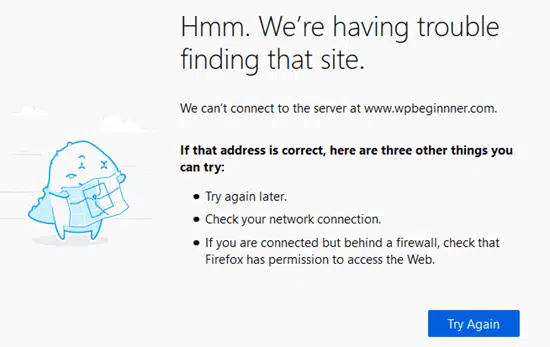 Hmm. We’re having trouble
finding that site.
We can’t connect to the server at www.wpbeginnner.com.
If that address is correct, here are three other things you
can try:
• Try again later.
• Check your network connection.
• If you are connected but behind a firewall, check that
Firefox has permission to access the Web.
Try Again